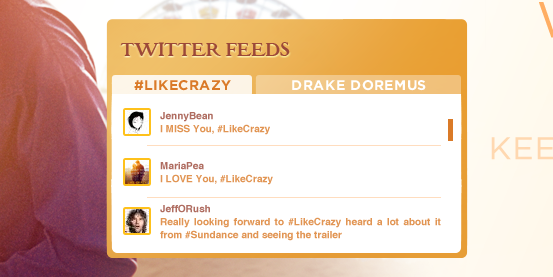 TWITTER FEEDS
#LIKECRAZY
DRAKE DOREMUS
JennyBean
I MISS You, #LikeCrazy
MariaPea
I LOVE You, #LikeCrazy
JeffORush
Really looking forward to #LikeCrazy heard a lot about it
from #Sundance and seeing the trailer
KEE